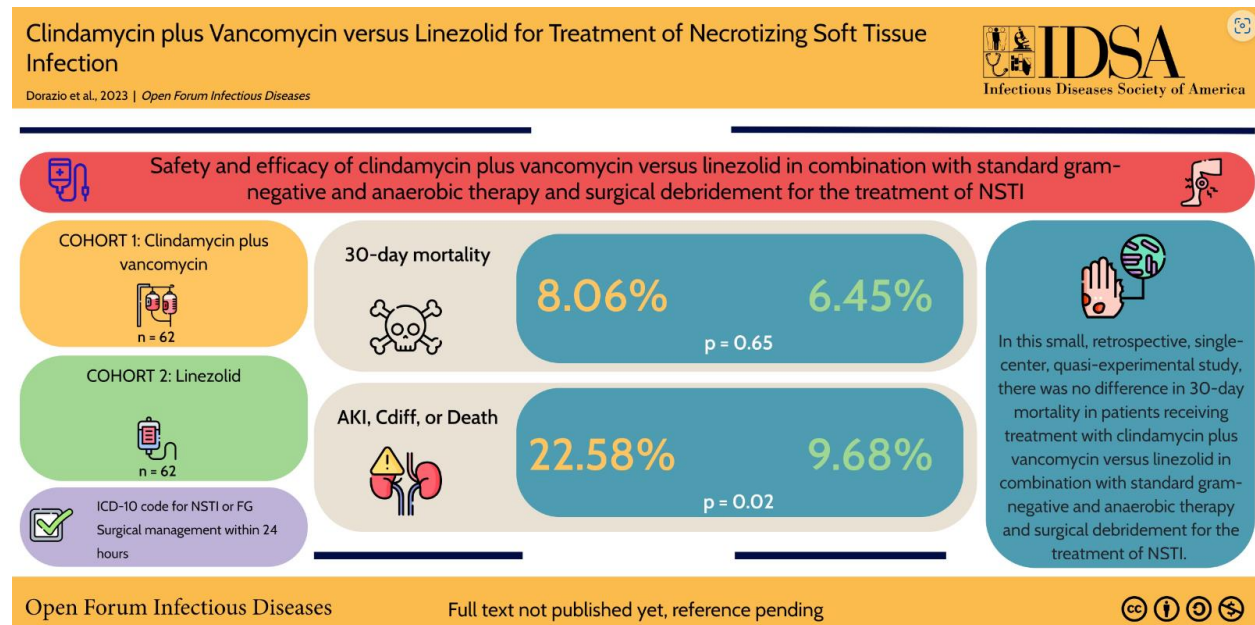 Clindamycin plus Vancomycin versus Linezolid for Treatment of Necrotizing Soft Tissue
Infection
Dorazio et al., 2023 | Open Forum Infectious Diseases
IDSA
Infectious Diseases Society of America
Safety and efficacy of clindamycin plus vancomycin versus linezolid in combination with standard gram-
negative and anaerobic therapy and surgical debridement for the treatment of NSTI
COHORT 1: Clindamycin plus
vancomycin
n = 62
COHORT 2: Linezolid
n = 62
ICD-10 code for NSTI or FG
Surgical management within 24
hours
30-day mortality
8.06% 6.45%
p = 0.65
AKI, Cdiff, or Death
22.58% 9.68%
p = 0.02
In this small, retrospective, single-
center, quasi-experimental study,
there was no difference in 30-day
mortality in patients receiving
treatment with clindamycin plus
vancomycin versus linezolid in
combination with standard gram-
negative and anaerobic therapy
and surgical debridement for the
treatment of NSTI.
Open Forum Infectious Diseases
Full text not published yet, reference pending
cc